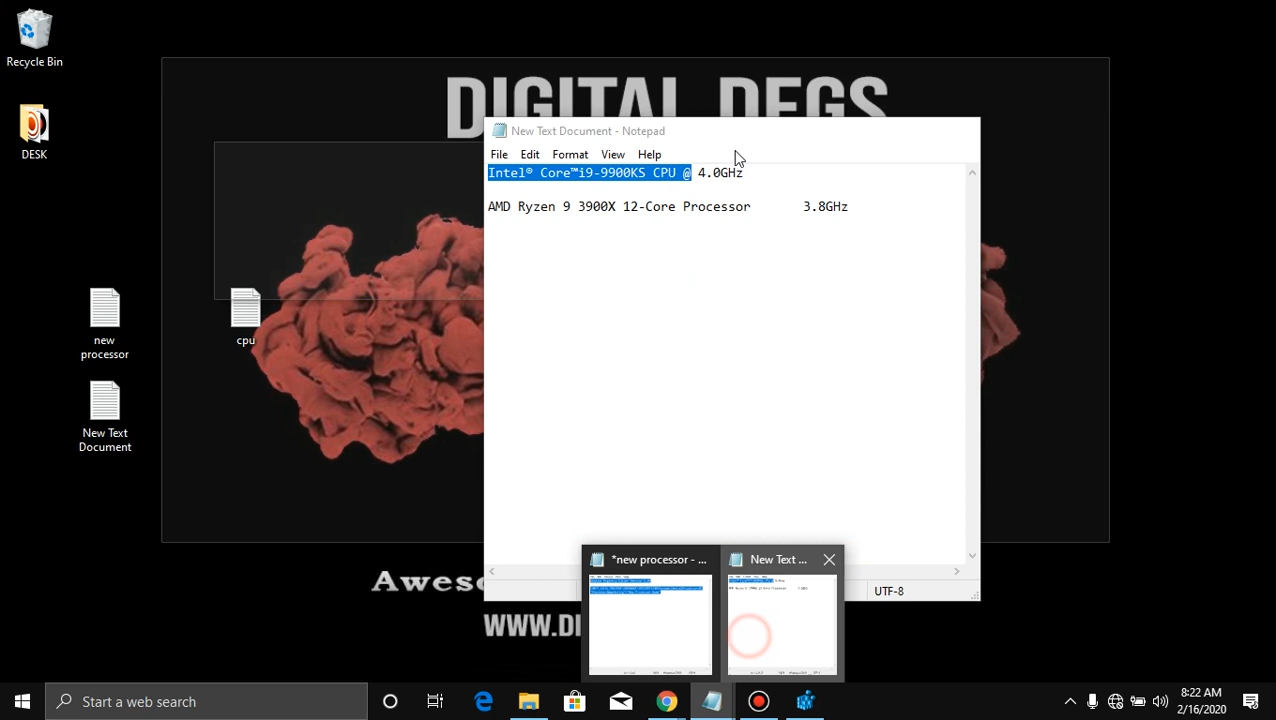 Recycle Bin
DESK
new
processor
New Text
Document
cpu
DIGITAL DEGS
New Text Document - Notepad
File Edit Format View Help
Intel® Core™i9-9900KS CPU @ 4.0GHz
AMD Ryzen 9 3900X 12-Core Processor 3.8GHz
UTF-8
Aweso
WWW.DI
*new processor - ...
New Text ...
Start a web search
8:22 AM
2/16/2020